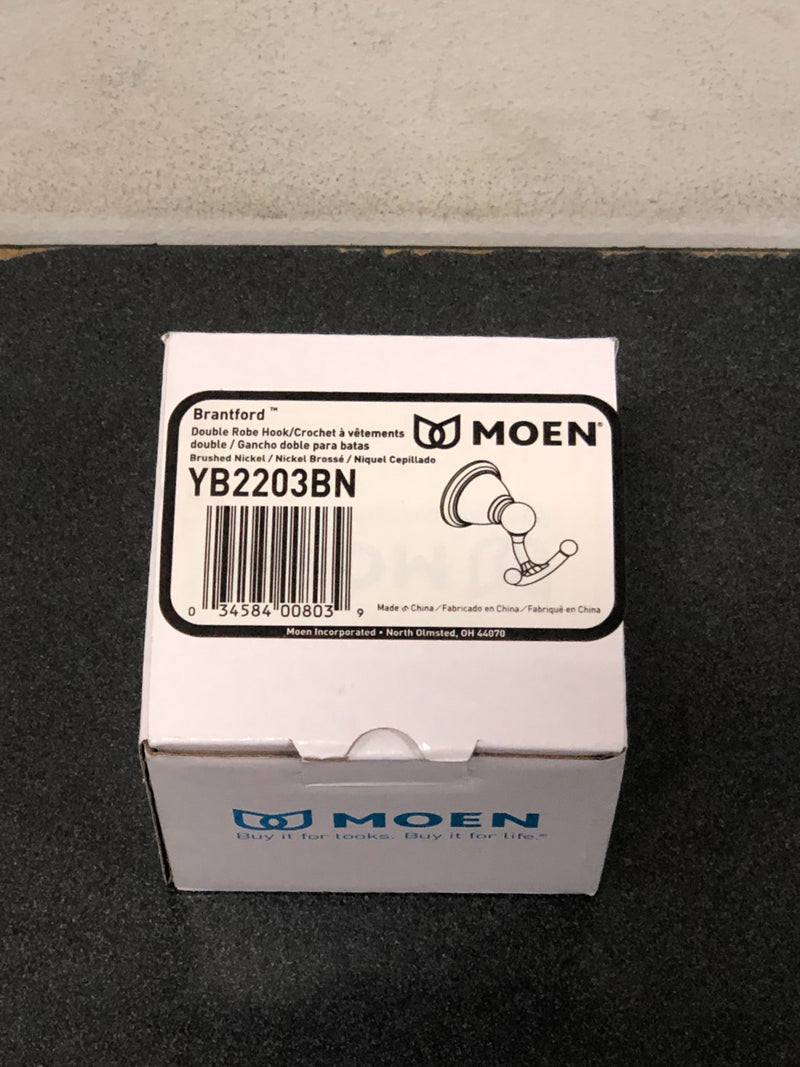 Brantford ™
MOEN®
Double Robe Hook/Crochet à vêtements
double / Gancho doble para batas
Brushed Nickel / Nickel Brossé / Niquel Cepillado
YB2203BN
0 34584 00803 9
Made in China/Fabricado en China/Fabriqué en China
Moen Incorporated • North Olmsted, OH 44070
MOEN
Buy it for looks. Buy it for life.®